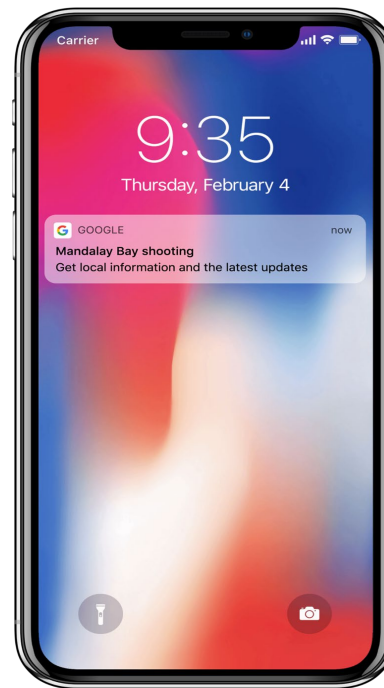 Carrier
9:35
Thursday, February 4
G GOOGLE now
Mandalay Bay shooting
Get local information and the latest updates